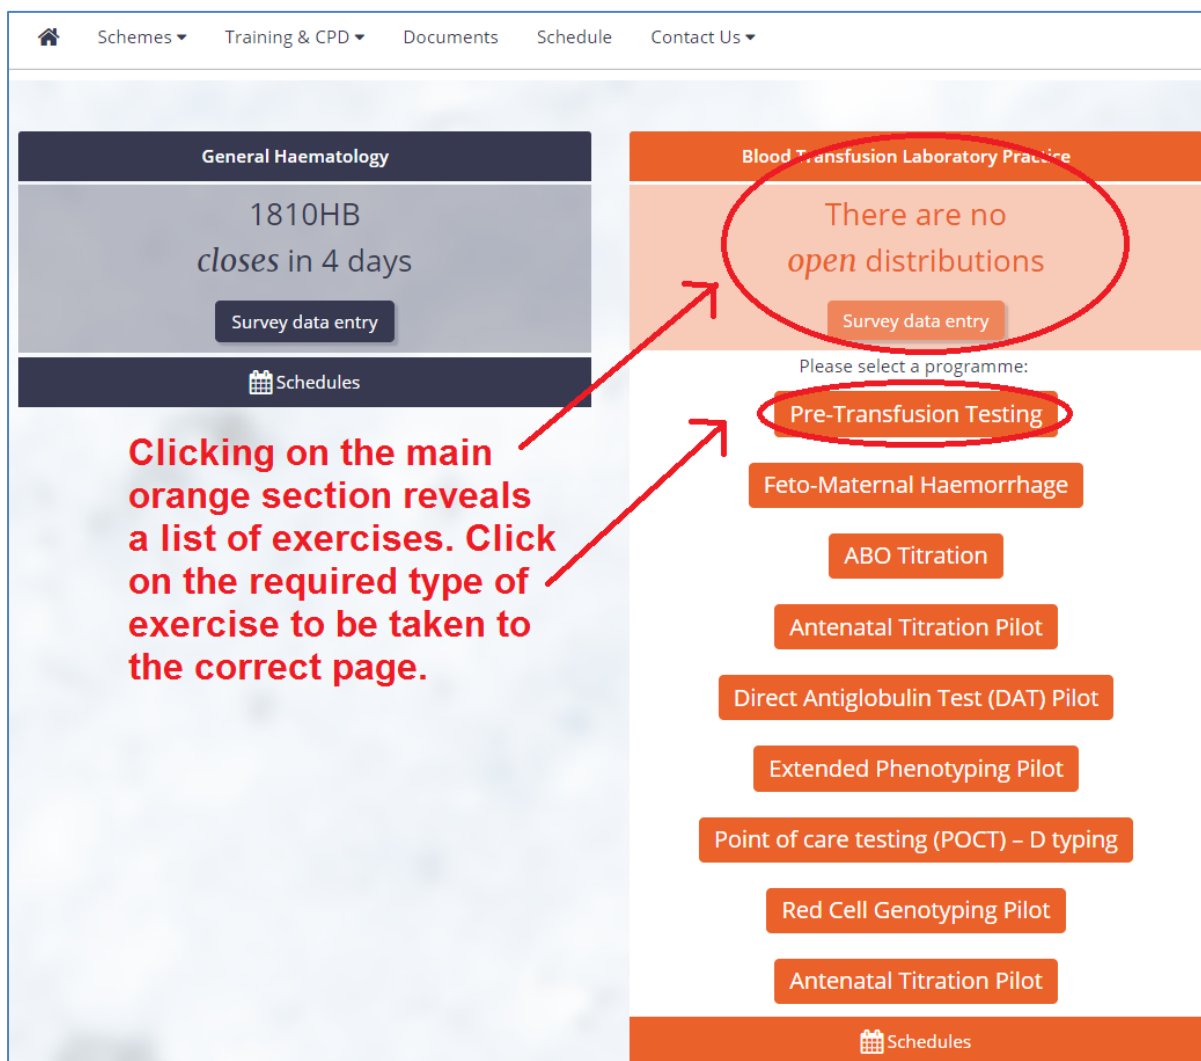 Schemes Training & CPD Documents Schedule Contact Us
General Haematology
1810HB
closes in 4 days
Survey data entry
Schedules
Blood Transfusion Laboratory Practice
There are no
open distributions
Survey data entry
Please select a programme:
Pre-Transfusion Testing
Feto-Maternal Haemorrhage
ABO Titration
Antenatal Titration Pilot
Direct Antiglobulin Test (DAT) Pilot
Extended Phenotyping Pilot
Point of care testing (POCT) – D typing
Red Cell Genotyping Pilot
Antenatal Titration Pilot
Schedules
Clicking on the main
orange section reveals
a list of exercises. Click
on the required type of
exercise to be taken to
the correct page.